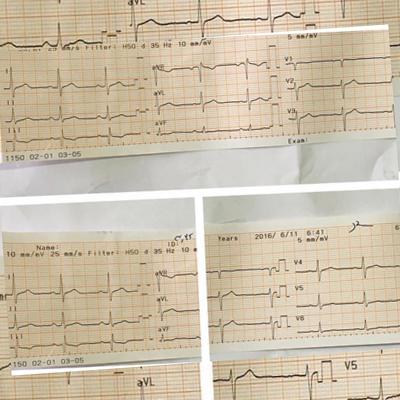 aVL
25 mm/s Filter: H50 d 35 Hz 10 mm/mV
5 mm/mV
I
aVR
V1
II
aVL
V2
III
aVF
V3
1150 02-01 03-05
Exam:
Name:
ID:
10 mm/mV 25 mm/s Filter: H50 d 35 Hz 10 m
aVR
aVL
aVF
1150 02-01 03-05
Years 2016/ 6/11 6:41
5 mm/mV
V4
V5
V6
aVL
V5